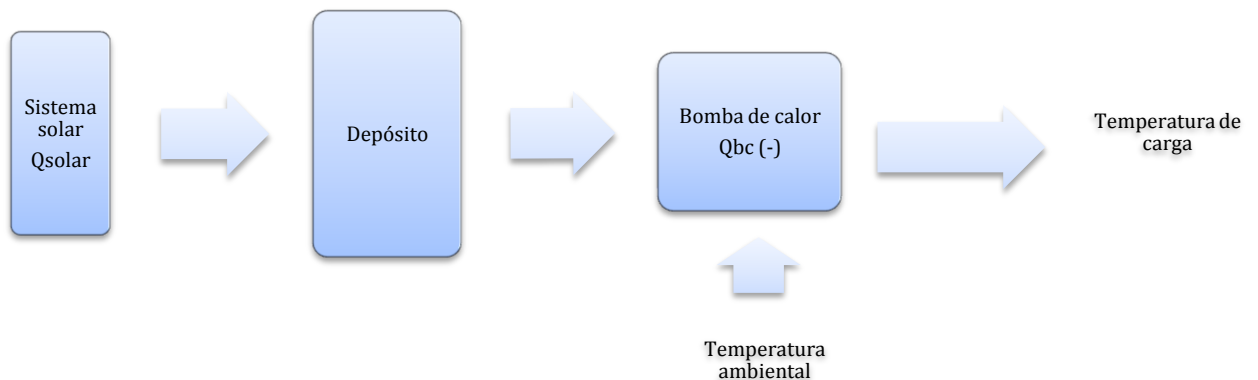 Sistema
solar
Qsolar
Depósito
Bomba de calor
Qbc (-)
Temperatura de
carga
Temperatura
ambiental